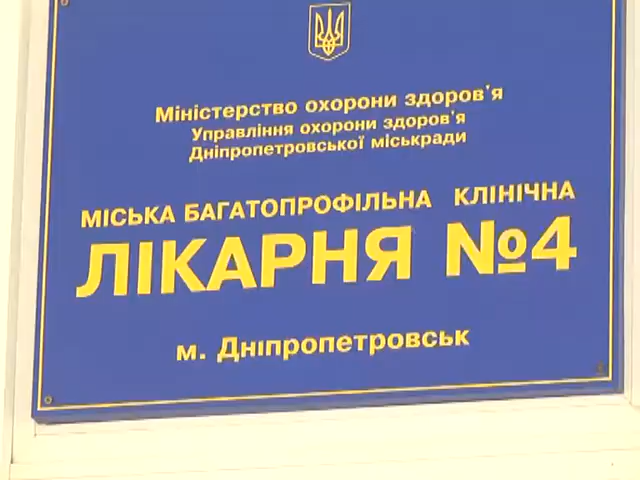 Міністерство охорони здоров'я
Управління охорони здоров'я
Дніпропетровської міськради
МІСЬКА БАГАТОПРОФІЛЬНА КЛІНІЧНА
ЛІКАРНЯ №4
м. Дніпропетровськ